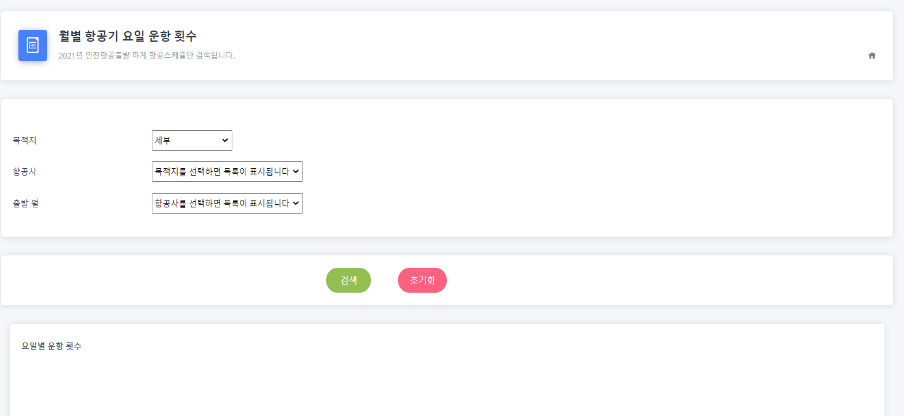 월별 항공기 요일 운항 횟수
2021년 인천항공출발 하계 항공스케쥴만 검색됩니다.
목적지
세부
항공사
목적지를 선택하면 목록이 표시됩니다
출발 월
항공사를 선택하면 목록이 표시됩니다
검색
초기화
요일별 운항 횟수